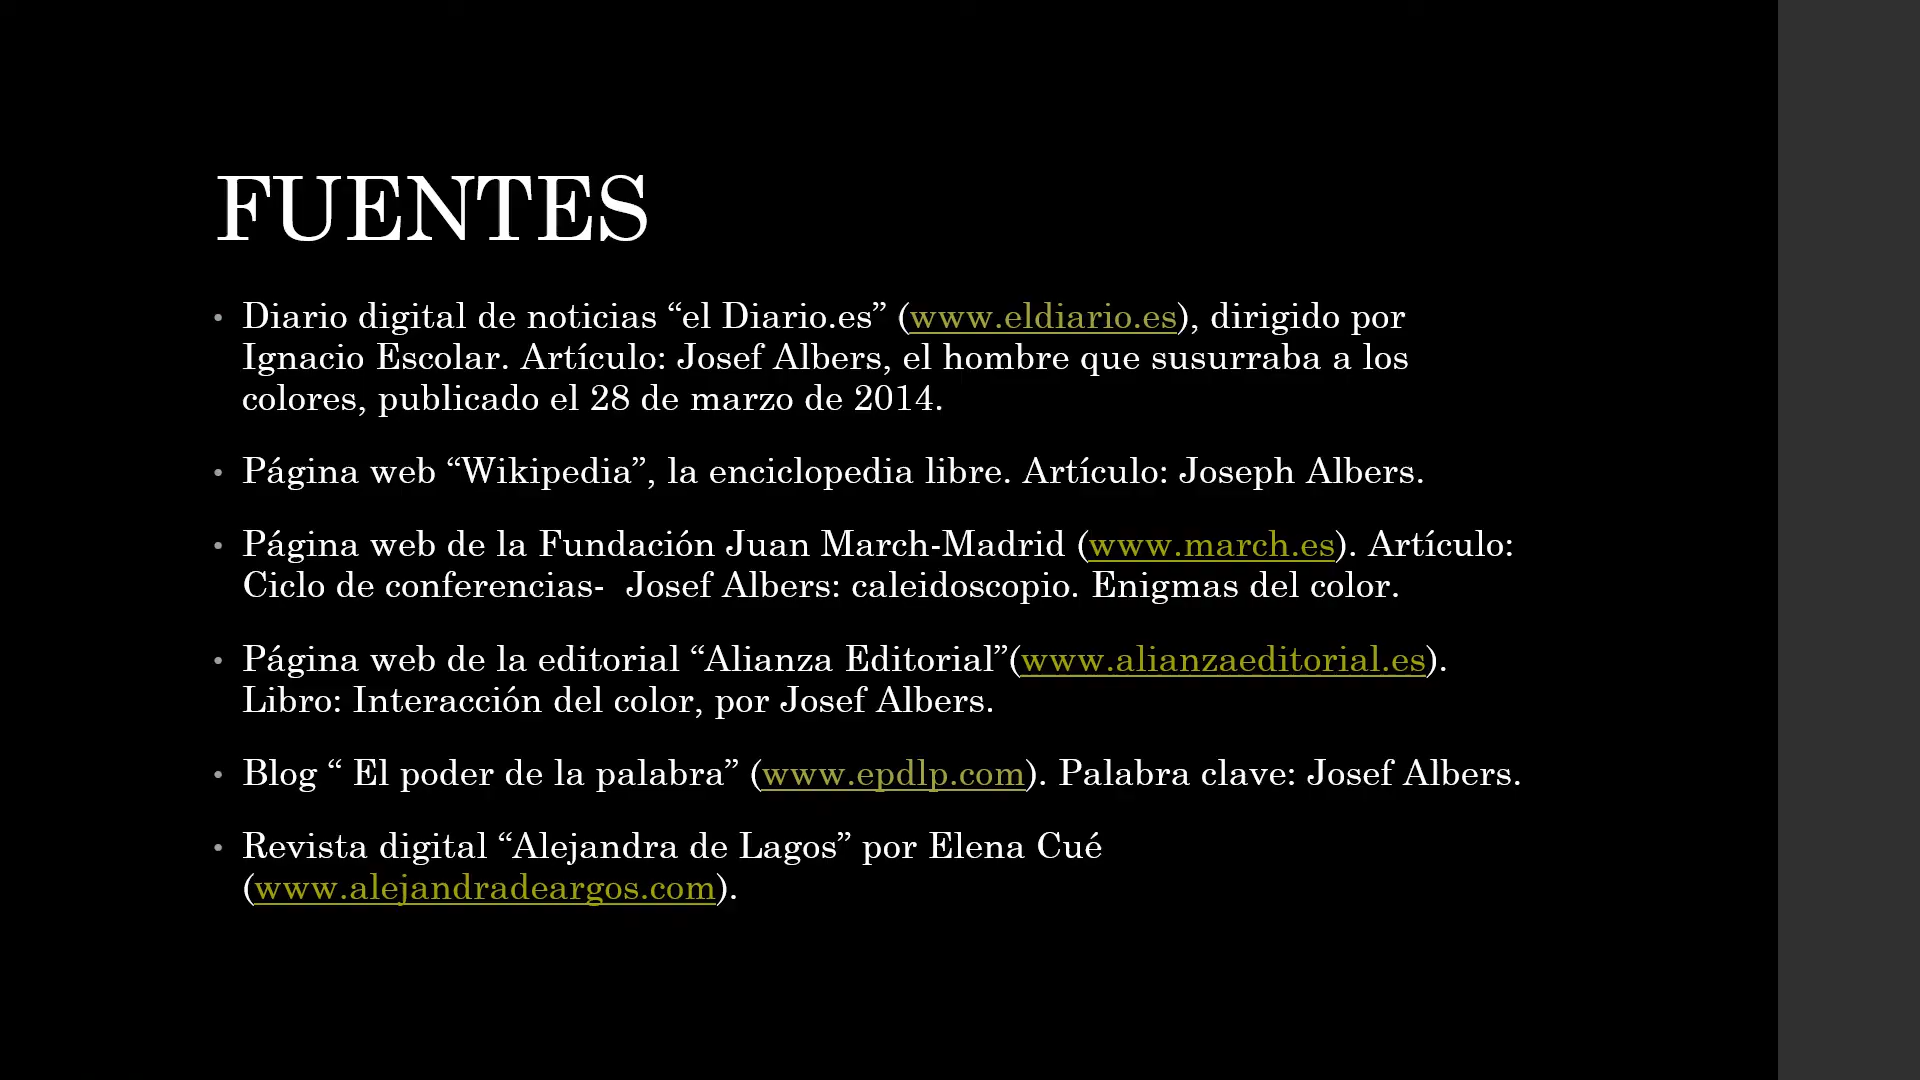 FUENTES
• Diario digital de noticias “el Diario.es” (www.eldiario.es), dirigido por
Ignacio Escolar. Artículo: Josef Albers, el hombre que susurraba a los
colores, publicado el 28 de marzo de 2014.
• Página web “Wikipedia”, la enciclopedia libre. Artículo: Joseph Albers.
• Página web de la Fundación Juan March-Madrid (www.march.es). Artículo:
Ciclo de conferencias-  Josef Albers: caleidoscopio. Enigmas del color.
• Página web de la editorial “Alianza Editorial”(www.alianzaeditorial.es).
Libro: Interacción del color, por Josef Albers.
• Blog “ El poder de la palabra” (www.epdlp.com). Palabra clave: Josef Albers.
• Revista digital “Alejandra de Lagos” por Elena Cué
(www.alejandradeargos.com).